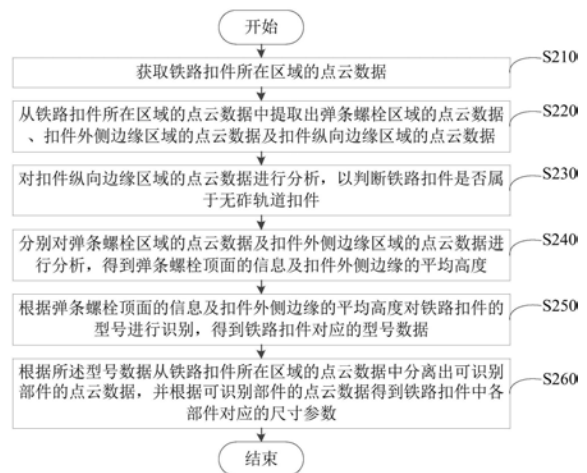 开始
获取铁路扣件所在区域的点云数据
S210
从铁路扣件所在区域的点云数据中提取出弹条螺栓区域的点云数据
、扣件外侧边缘区域的点云数据及扣件纵向边缘区域的点云数据
S220
对扣件纵向边缘区域的点云数据进行分析，以判断铁路扣件是否属
于无砟轨道扣件
S230
分别对弹条螺栓区域的点云数据及扣件外侧边缘区域的点云数据进
行分析，得到弹条螺栓顶面的信息及扣件外侧边缘的平均高度
S240
根据弹条螺栓顶面的信息及扣件外侧边缘的平均高度对铁路扣件的
型号进行识别，得到铁路扣件对应的型号数据
S250
根据所述型号数据从铁路扣件所在区域的点云数据中分离出可识别
部件的点云数据，并根据可识别部件的点云数据得到铁路扣件中各
部件对应的尺寸参数
S260
结束